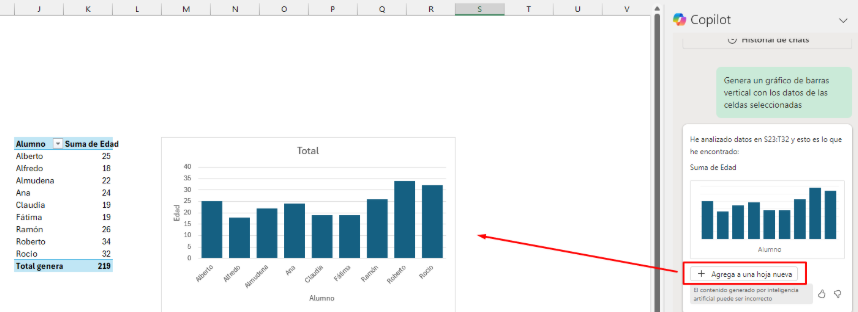 J K L M N O P Q R S T U V
Copilot
Historial de chats
Genera un gráfico de barras
vertical con los datos de las
celdas seleccionadas
He analizado datos en S23:T32 y esto es lo
que he encontrado:
Suma de Edad
Alumno
+ Agrega a una hoja nueva
El contenido generado por inteligencia
artificial puede ser incorrecto
Alumno Suma de Edad
Alberto 25
Alfredo 18
Almudena 22
Ana 24
Claudia 19
Fátima 19
Ramón 26
Roberto 34
Rocío 32
Total genera 219
Total
40
35
30
25
20
15
10
5
0
Edad
Alberto Alfredo Almudena Ana Claudia Fátima Ramón Roberto Rocío
Alumno